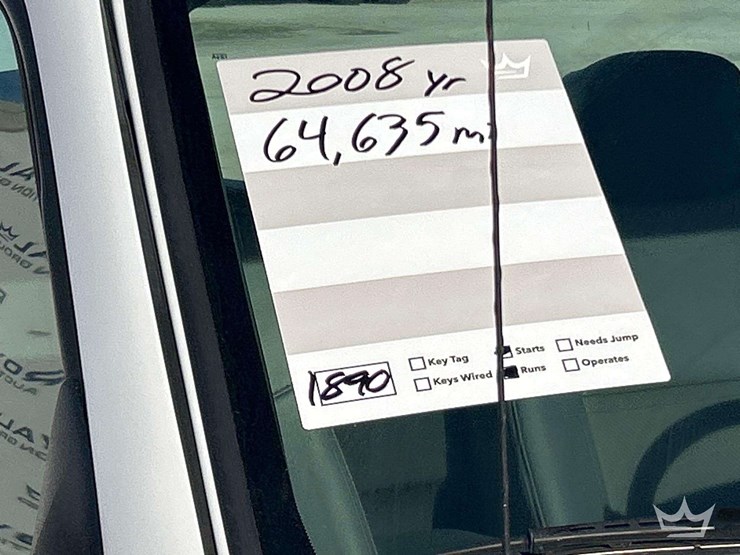 2008 yr
64,635 mi
Key Tag
Starts
Needs Jump
1890
Keys Wired
Runs
Operates